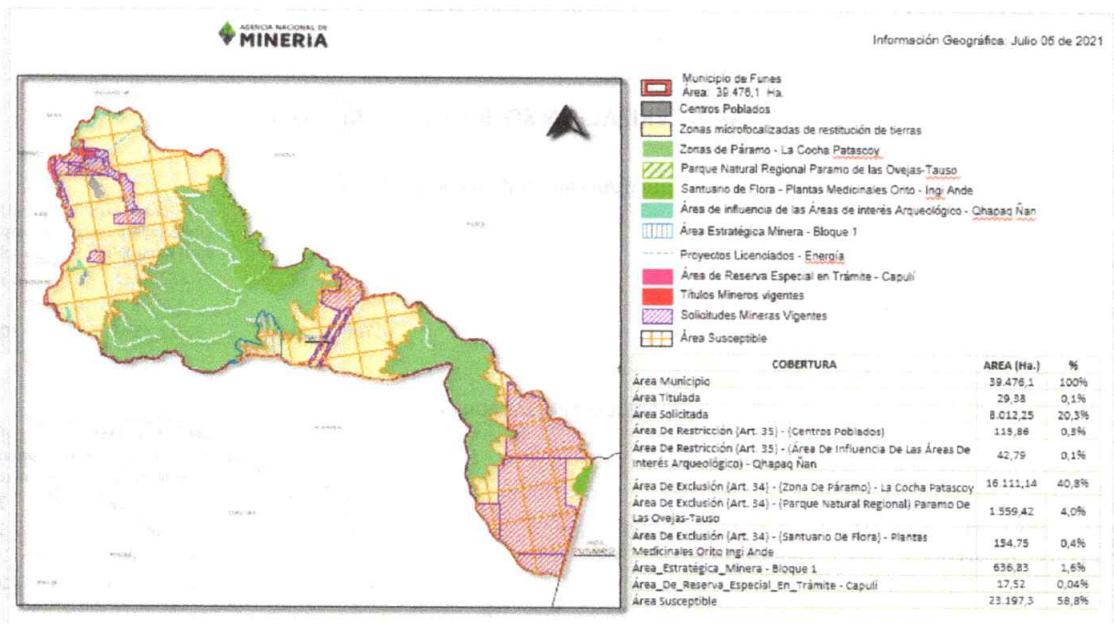 AGENCIA NACIONAL DE
MINERÍA
Información Geográfica: Julio 05 de 2021
Municipio de Funes
Área: 39.476,1 Ha.
Centros Poblados
Zonas microfocalizadas de restitución de tierras
Zonas de Páramo - La Cocha Patascoy
Parque Natural Regional Paramo de las Ovejas-Tauso
Santuario de Flora - Plantas Medicinales Orito - Ingi Ande
Área de influencia de las Áreas de interés Arqueológico - Qhapaq Ñan
Área Estratégica Minera - Bloque 1
Proyectos Licenciados - Energía
Área de Reserva Especial en Trámite - Capulí
Títulos Mineros vigentes
Solicitudes Mineras Vigentes
Área Susceptible
COBERTURA AREA (Ha.) %
Área Municipio 39.476,1 100%
Área Titulada 29,38 0,1%
Área Solicitada 8.012,25 20,3%
Área De Restricción (Art. 35) - (Centros Poblados) 0,3%
Área De Restricción (Art. 35) - (Área De Influencia De Las Áreas De
Interés Arqueológico) - Qhapaq Ñan 42,79 0,1%
Área De Exclusión (Art. 34) - (Zona De Páramo) - La Cocha Patascoy 16.111,14 40,8%
Área De Exclusión (Art. 34) - (Parque Natural Regional) Paramo De
Las Ovejas-Tauso 1.559,42 4,0%
Área De Exclusión (Art. 34) - (Santuario De Flora) - Plantas
Medicinales Orito Ingi Ande 154,75 0,4%
Área_Estratégica_Minera - Bloque 1 636,83 1,6%
Área_De_Reserva_Especial_En_Trámite - Capulí 17,52 0,04%
Área Susceptible 23.197,3 58,8%